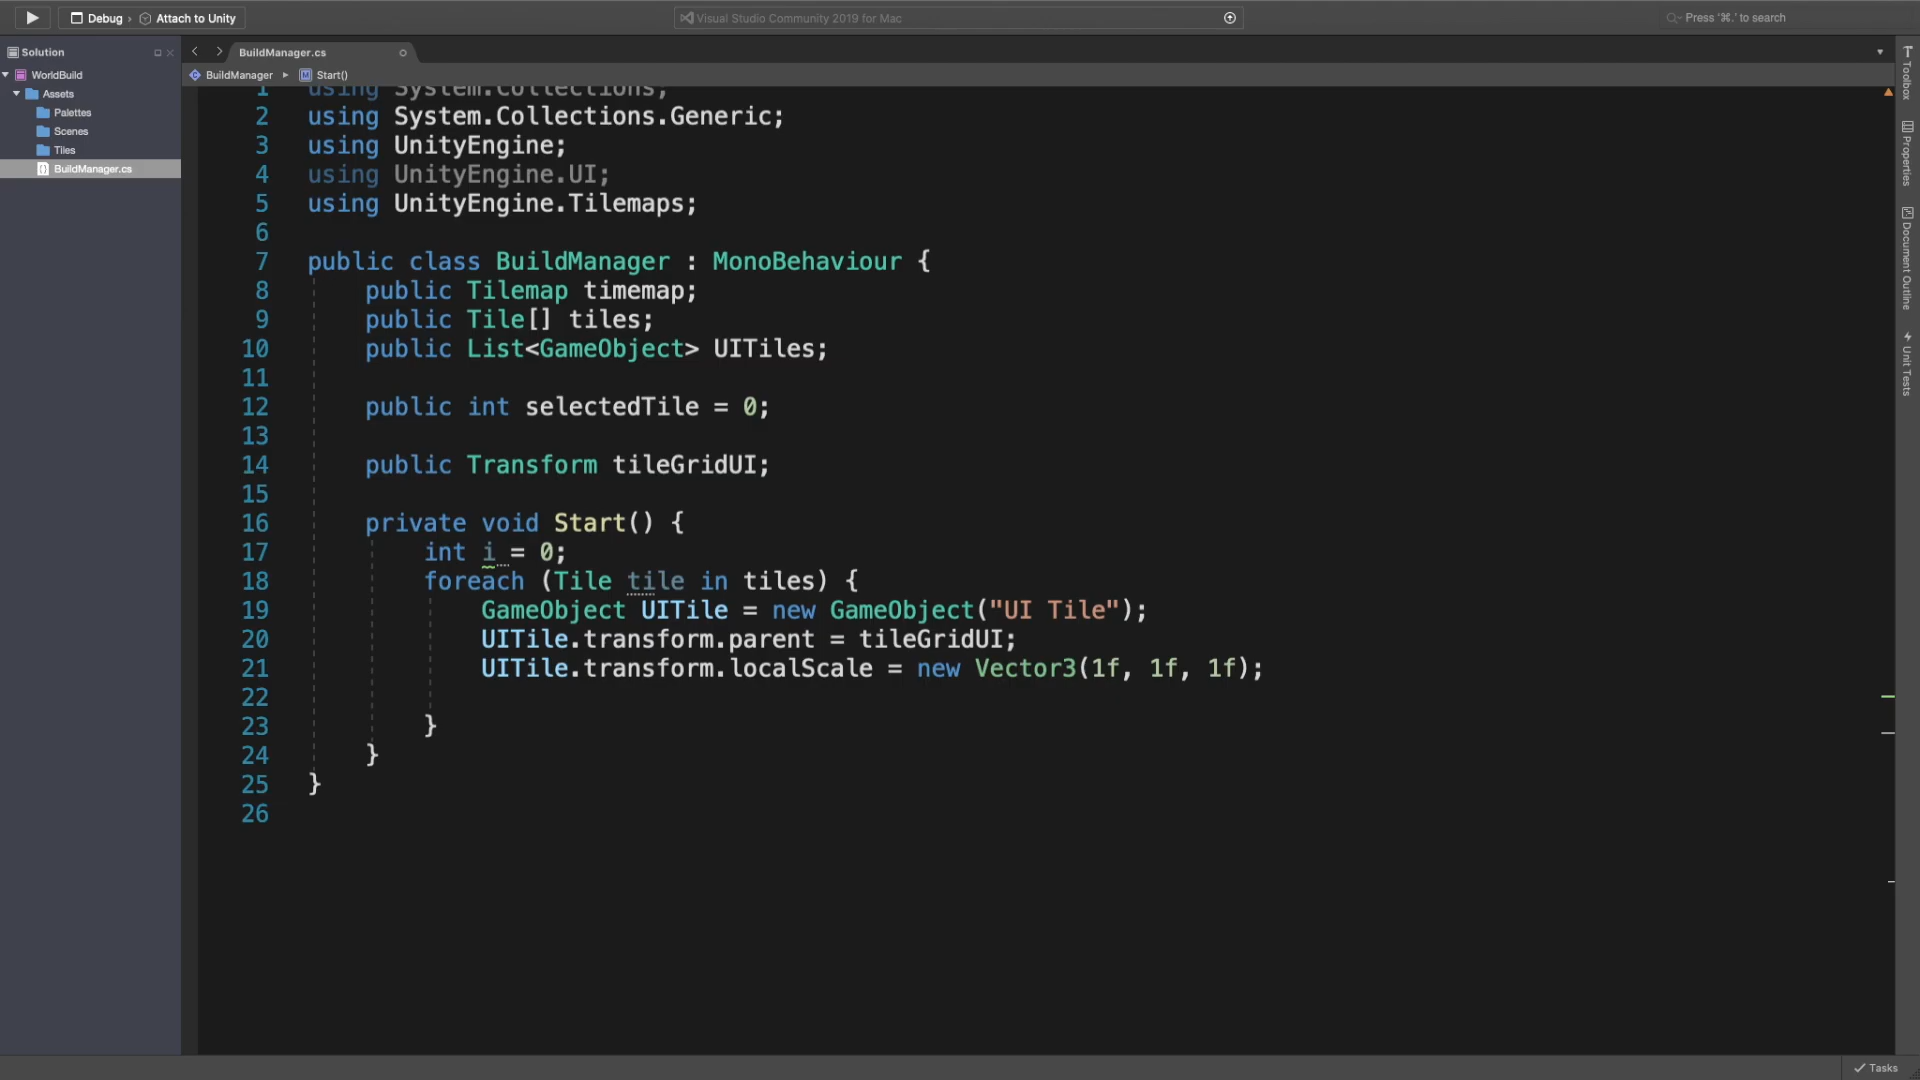 Debug › Attach to Unity
Visual Studio Community 2019 for Mac
Press '⌘.' to search
Solution
WorldBuild
Assets
Palettes
Scenes
Tiles
BuildManager.cs
BuildManager.cs
BuildManager ▸ Start()
1 using System.Collections;
2 using System.Collections.Generic;
3 using UnityEngine;
4 using UnityEngine.UI;
5 using UnityEngine.Tilemaps;
6
7 public class BuildManager : MonoBehaviour {
8 public Tilemap timemap;
9 public Tile[] tiles;
10 public List<GameObject> UITiles;
11
12 public int selectedTile = 0;
13
14 public Transform tileGridUI;
15
16 private void Start() {
17 int i = 0;
18 foreach (Tile tile in tiles) {
19 GameObject UITile = new GameObject("UI Tile");
20 UITile.transform.parent = tileGridUI;
21 UITile.transform.localScale = new Vector3(1f, 1f, 1f);
22
23 }
24 }
25 }
26
Toolbox
Properties
Document Outline
Unit Tests
Tasks